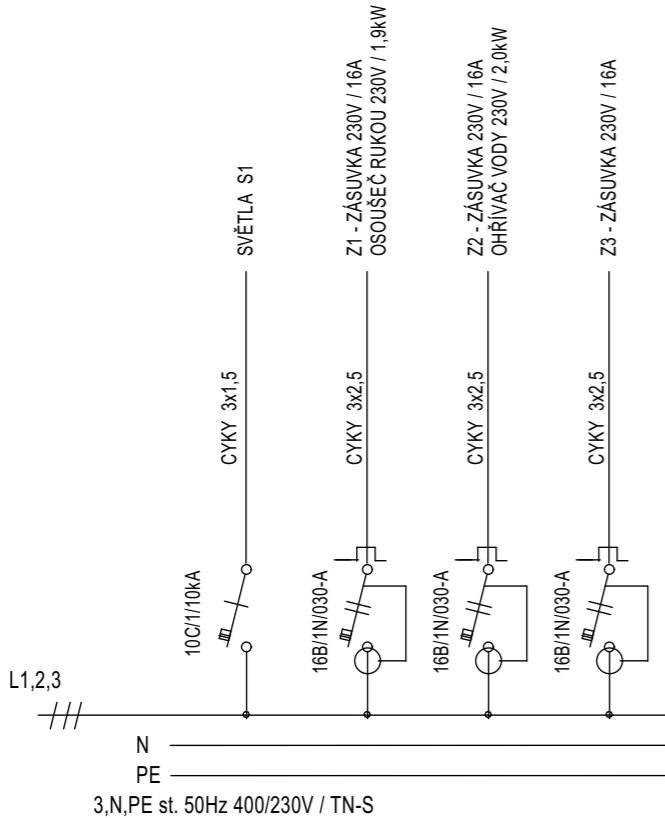 SVĚTLA S1
Z1 - ZÁSUVKA 230V / 16A
OSOUŠEČ RUKOU 230V / 1,9kW
Z2 - ZÁSUVKA 230V / 16A
OHŘÍVAČ VODY 230V / 2,0kW
Z3 - ZÁSUVKA 230V / 16A
CYKY 3x1,5
CYKY 3x2,5
CYKY 3x2,5
CYKY 3x2,5
10C/1/10kA
16B/1N/030-A
16B/1N/030-A
16B/1N/030-A
L1,2,3
N
PE
3,N,PE st. 50Hz 400/230V / TN-S